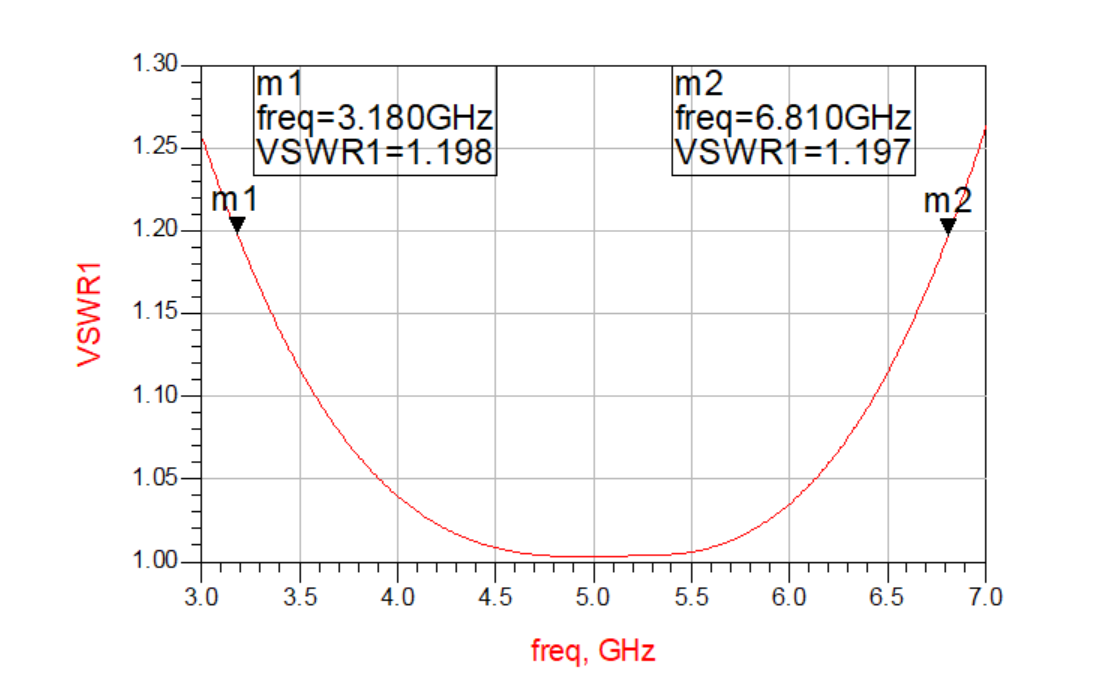 m1
freq=3.180GHz
VSWR1=1.198
m2
freq=6.810GHz
VSWR1=1.197
m1
m2
1.30
1.25
1.20
1.15
1.10
1.05
1.00
VSWR1
3.0 3.5 4.0 4.5 5.0 5.5 6.0 6.5 7.0
freq, GHz